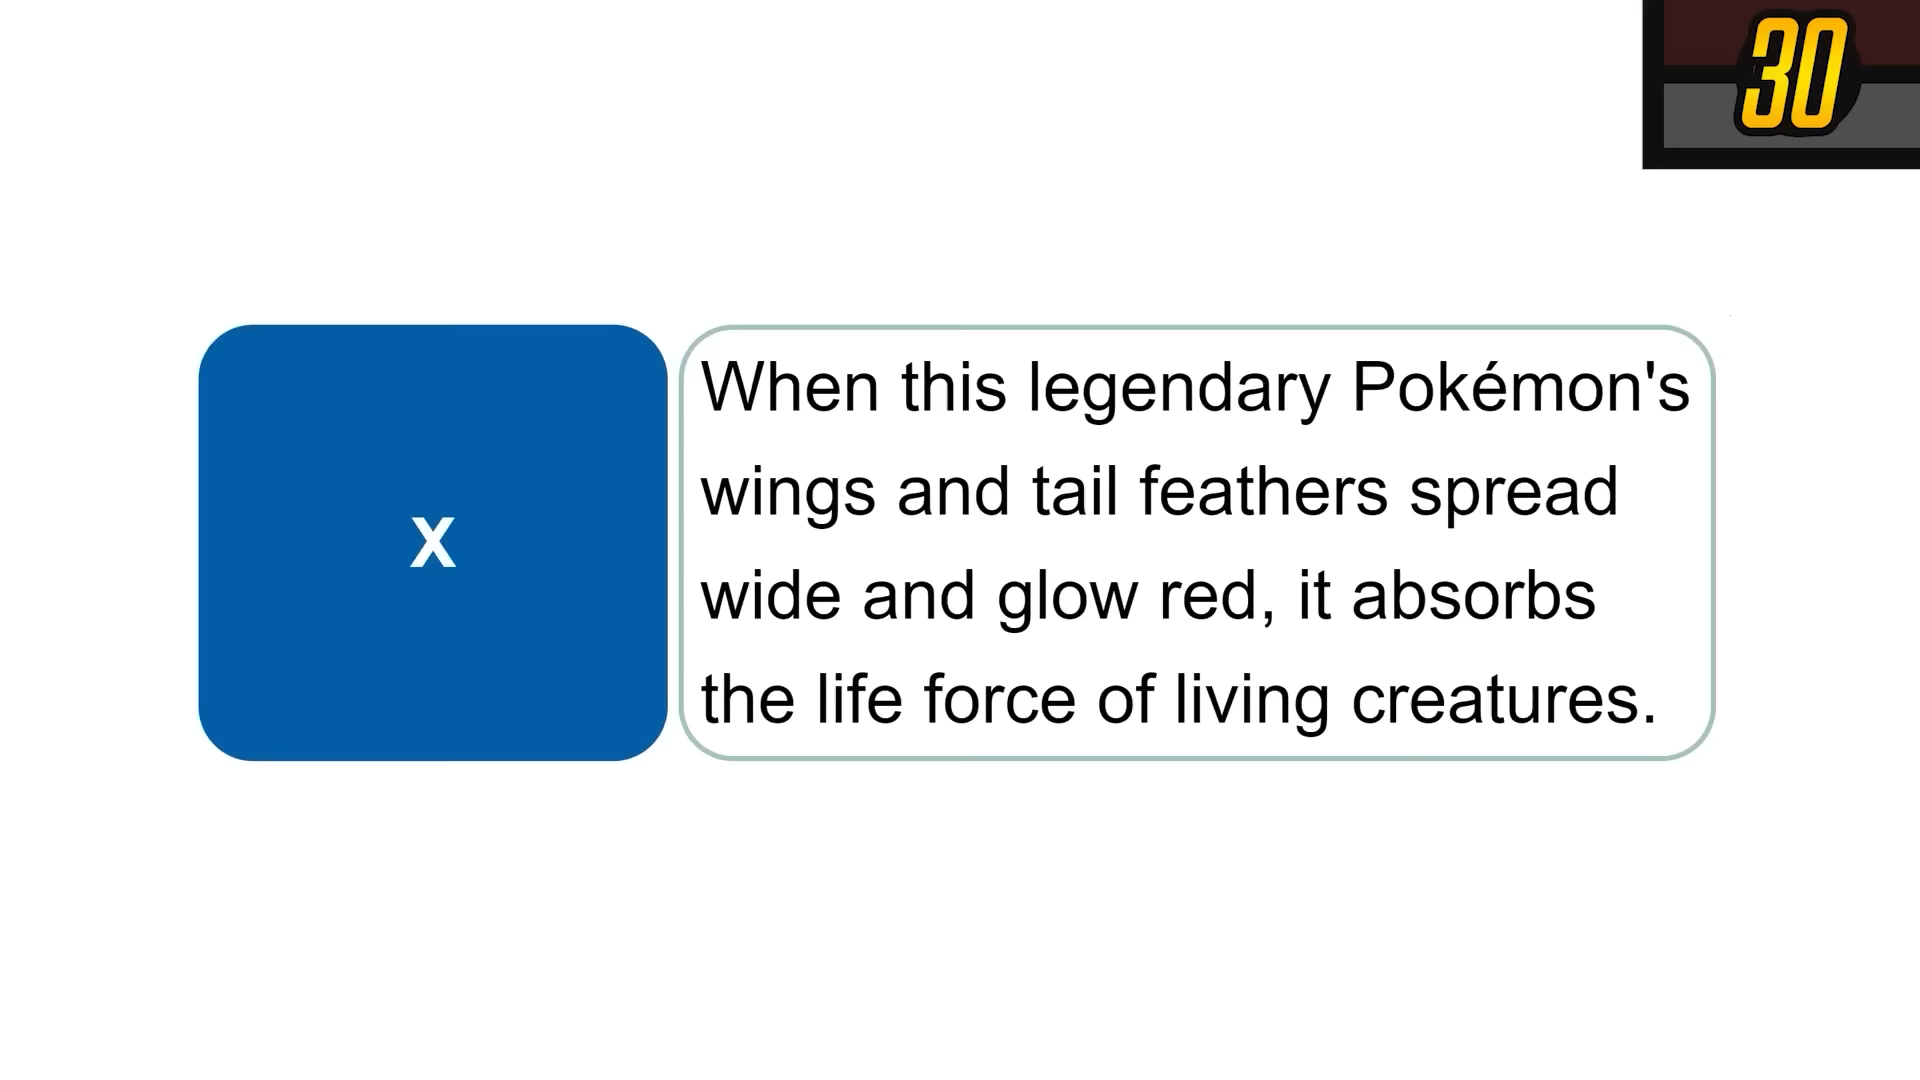 30
x
When this legendary Pokémon's
wings and tail feathers spread
wide and glow red, it absorbs
the life force of living creatures.